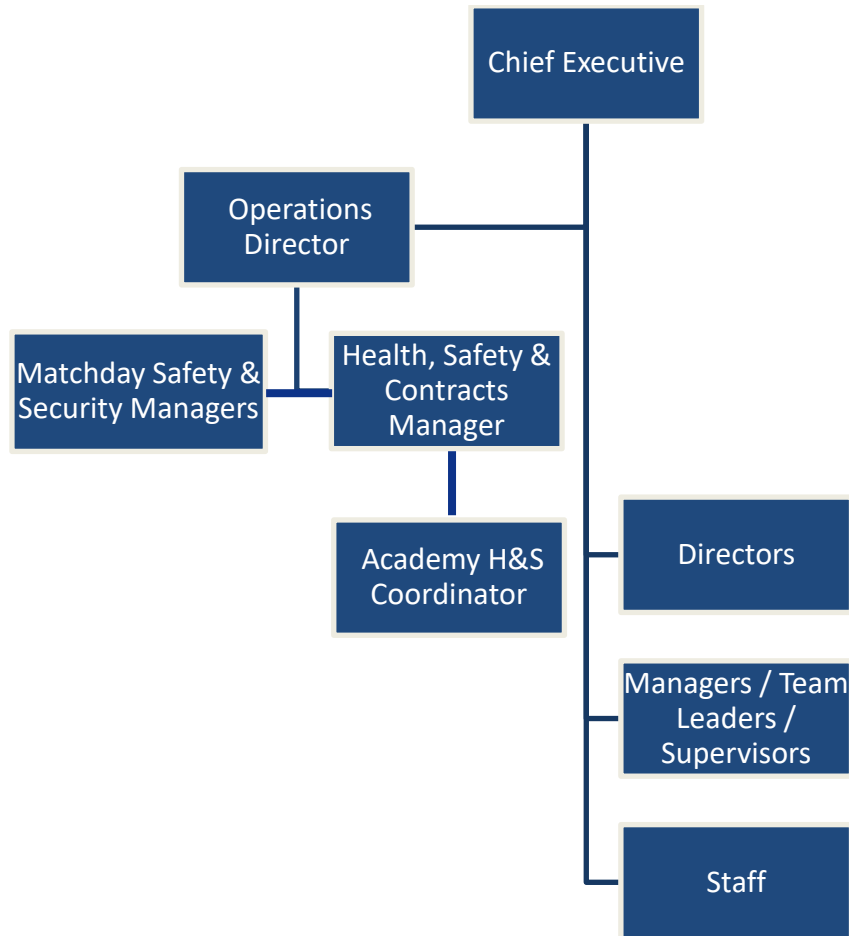 Chief Executive
Operations
Director
Matchday Safety &
Security Managers
Health, Safety &
Contracts
Manager
Academy H&S
Coordinator
Directors
Managers / Team
Leaders /
Supervisors
Staff